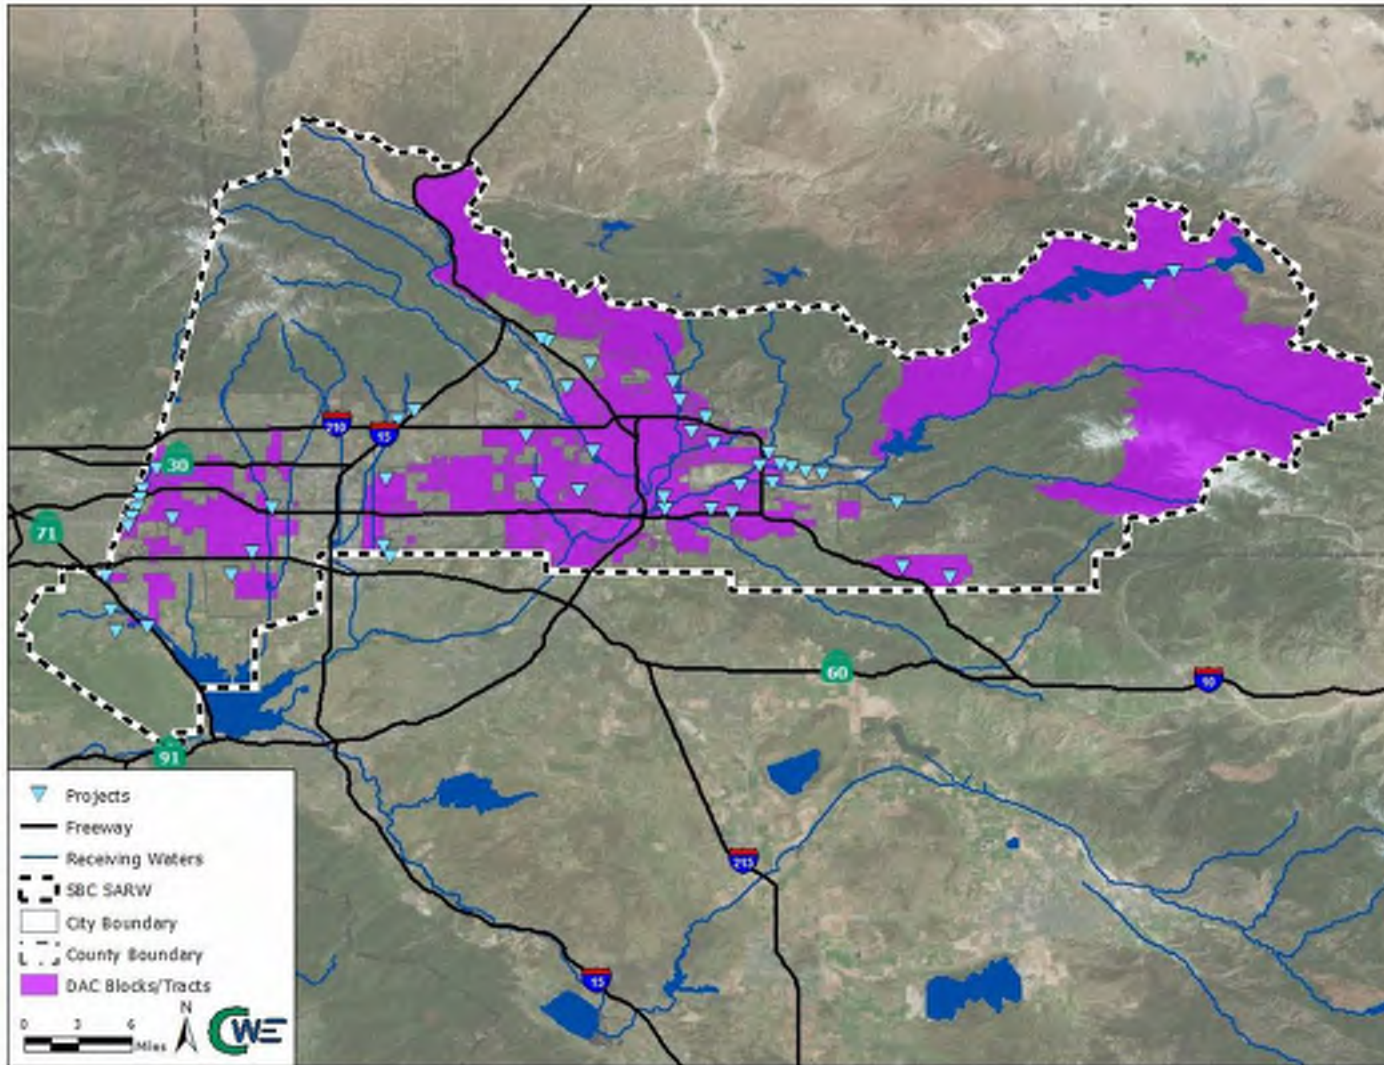 210
15
30
71
60
10
91
Projects
Freeway
Receiving Waters
SBC SARW
City Boundary
County Boundary
DAC Blocks/Tracts
N
0 3 6
Miles
CWE
215
15